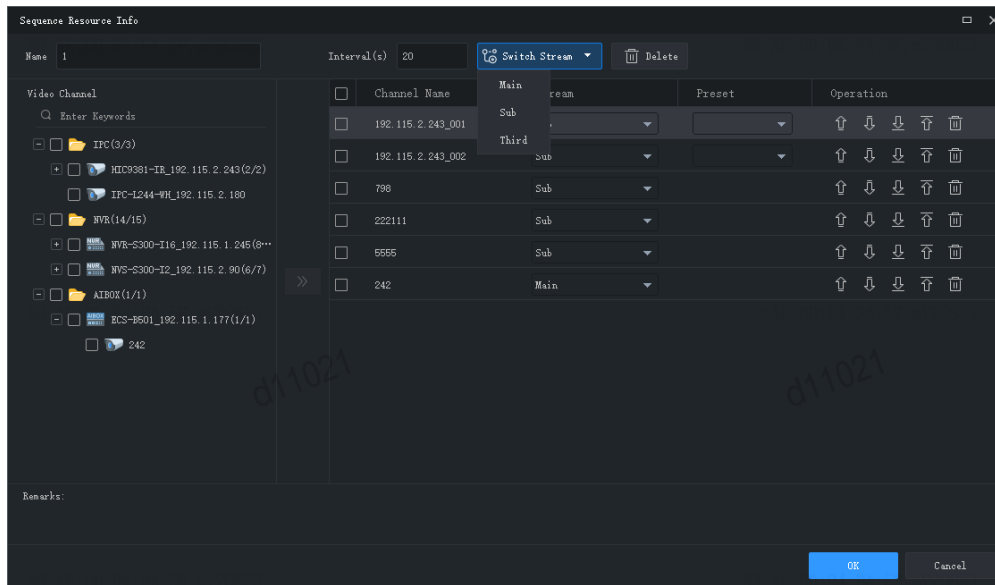 Sequence Resource Info
Name 1 Interval(s) 20 Switch Stream Delete
Main
Sub
Third
Video Channel
Enter Keywords
IPC(3/3)
HIC9381-IR_192.115.2.243(2/2)
IPC-L244-WH_192.115.2.180
NVR(14/15)
NVR-S300-I16_192.115.1.245(8…
NVS-S300-I2_192.115.2.90(6/7)
AIBOX(1/1)
ECS-B501_192.115.1.177(1/1)
242
Channel Name Preset Operation
192.115.2.243_001
192.115.2.243_002 Sub
798 Sub
222111 Sub
5555 Sub
242 Main
d11021 d11021
Remarks:
OK Cancel